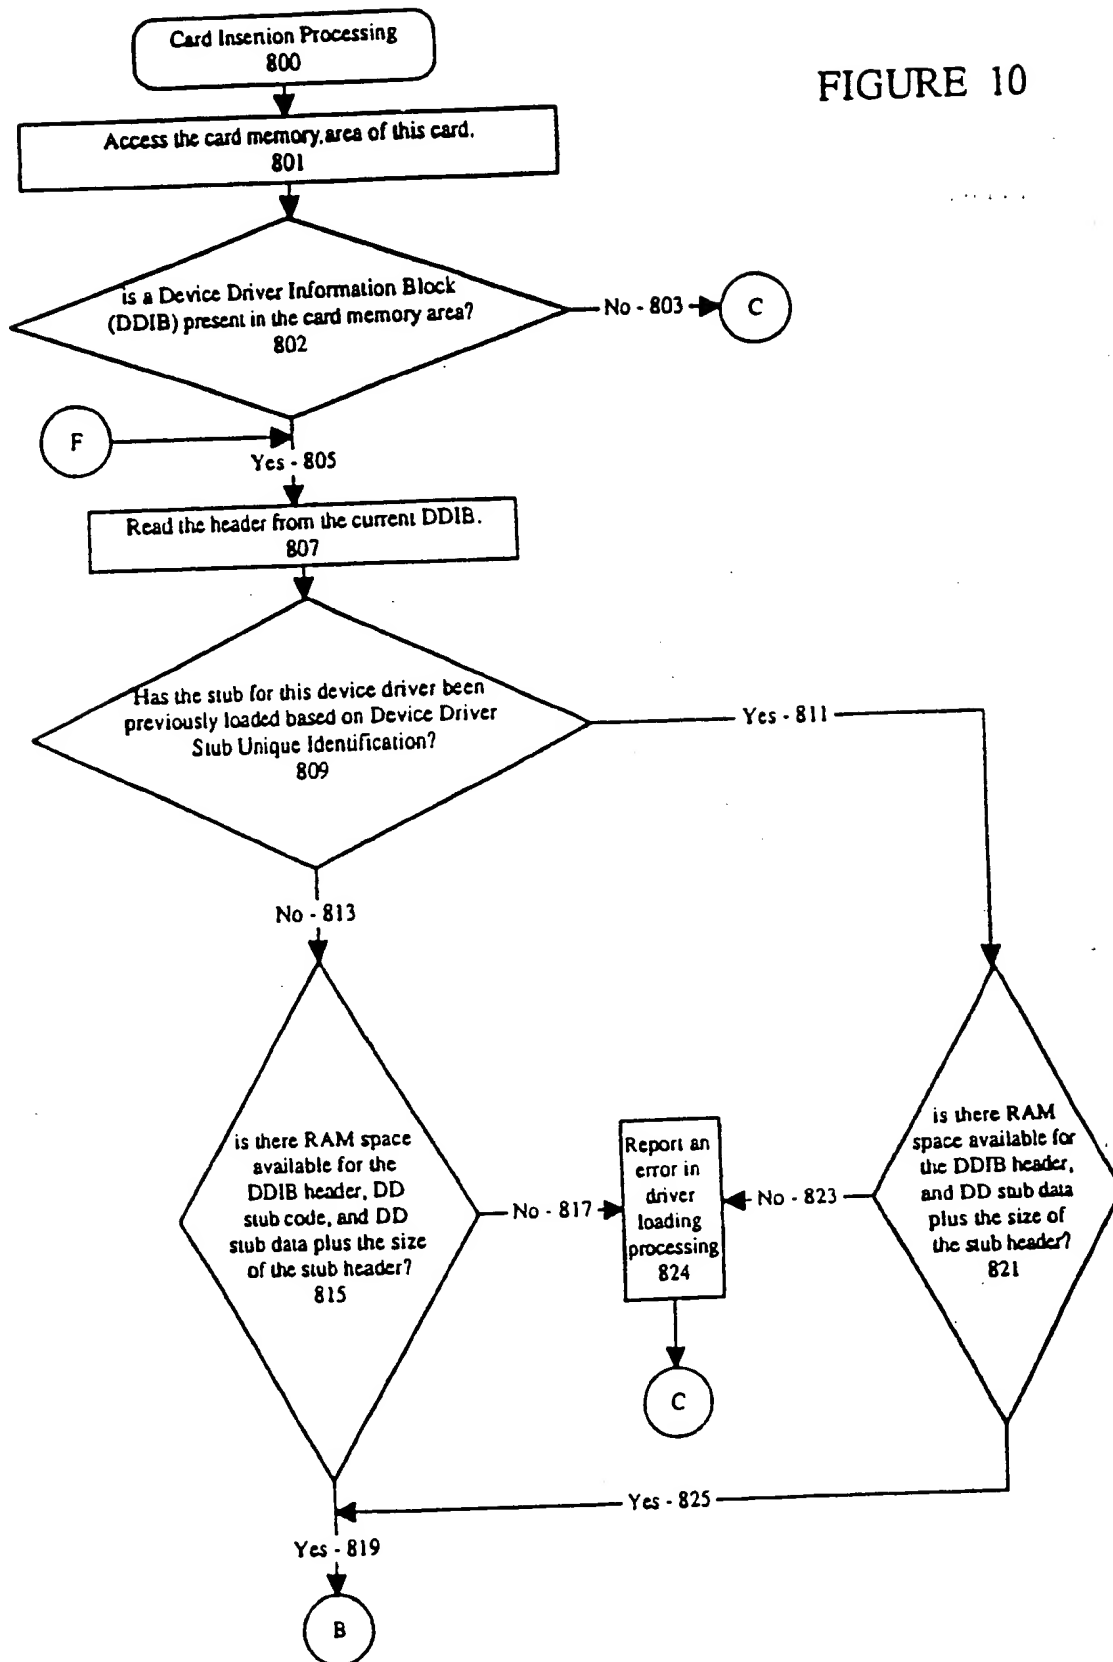 Card Insertion Processing
800
FIGURE 10
Access the card memory area of this card.
801
is a Device Driver Information Block
(DDIB) present in the card memory area?
802
No - 803
C
F
Yes - 805
Read the header from the current DDIB.
807
Has the stub for this device driver been
previously loaded based on Device Driver
Stub Unique Identification?
809
Yes - 811
No - 813
is there RAM space
available for the
DDIB header, DD
stub code, and DD
stub data plus the size
of the stub header?
815
No - 817
Report an
error in
driver
loading
processing
824
No - 823
is there RAM
space available for
the DDIB header,
and DD stub data
plus the size of
the stub header?
821
C
Yes - 825
Yes - 819
B